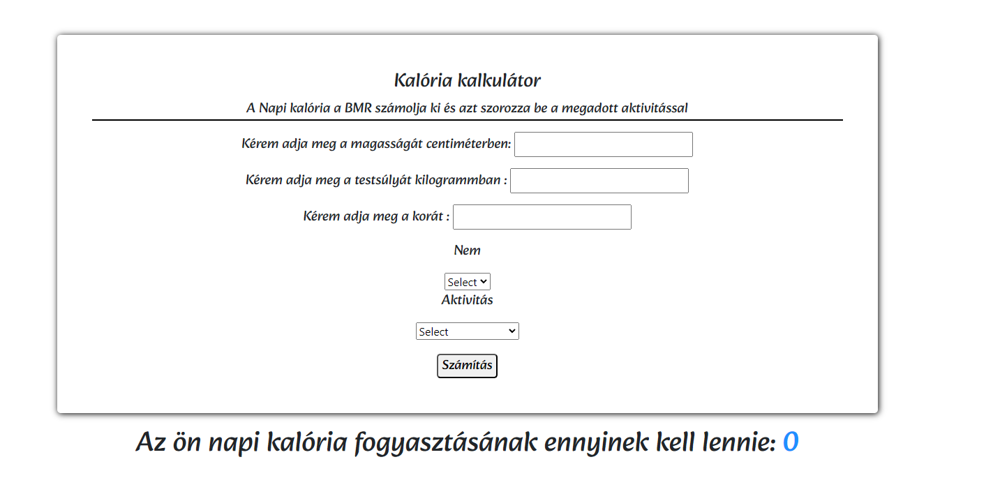 Kalória kalkulátor
A Napi kalória a BMR számolja ki és azt szorozza be a megadott aktivitással
Kérem adja meg a magasságát centiméterben:
Kérem adja meg a testsúlyát kilogrammban :
Kérem adja meg a korát :
Nem
Select
Aktivitás
Select
Számítás
Az ön napi kalória fogyasztásának ennyinek kell lennie: 0